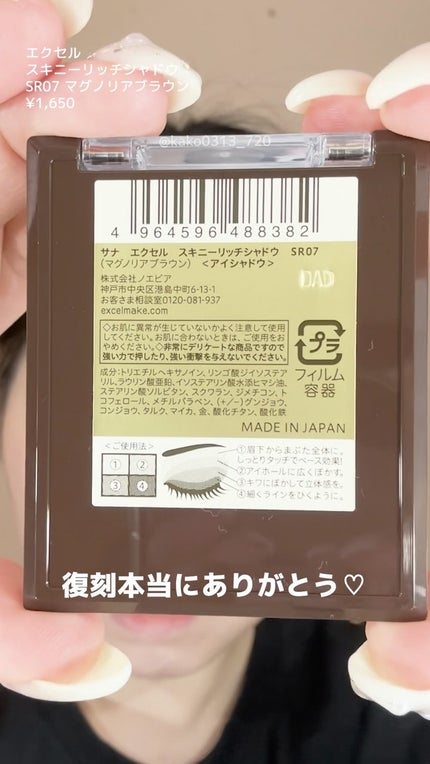 エクセル
スキニーリッチシャドウ
SR07 マグノリアブラウン
¥1,650
@kako0313_720
4 964596 488382
サナ エクセル スキニーリッチシャドウ SR07
(マグノリアブラウン) <アイシャドウ>
株式会社ノエビア
神戸市中央区港島中町6-13-1
お客さま相談室0120-081-937
excelmake.com
DAD
◇お肌に異常が生じていないかよく注意して使用
してください。お肌に合わないときは、ご使用をお
やめください。◇非常にデリケートな商品ですので
強い力で押したり、強い衝撃を与えないでください。
プラ
フィルム
容器
成分:トリエチルヘキサノイン、リンゴ酸ジイソステア
リル、ラウリン酸亜鉛、イソステアリン酸水添ヒマシ油、
ステアリン酸ソルビタン、スクワラン、ジメチコン、ト
コフェロール、メチルパラベン、(+/-)グンジョウ、
コンジョウ、タルク、マイカ、金、酸化チタン、酸化鉄
MADE IN JAPAN
<ご使用法>
① ②
③ ④
①眉下からまぶた全体に。
しっとりタッチでベース効果!
②アイホールに広くぼかす。
③キワにぼかして立体感を。
④細くラインをひくように。
復刻本当にありがとう♡